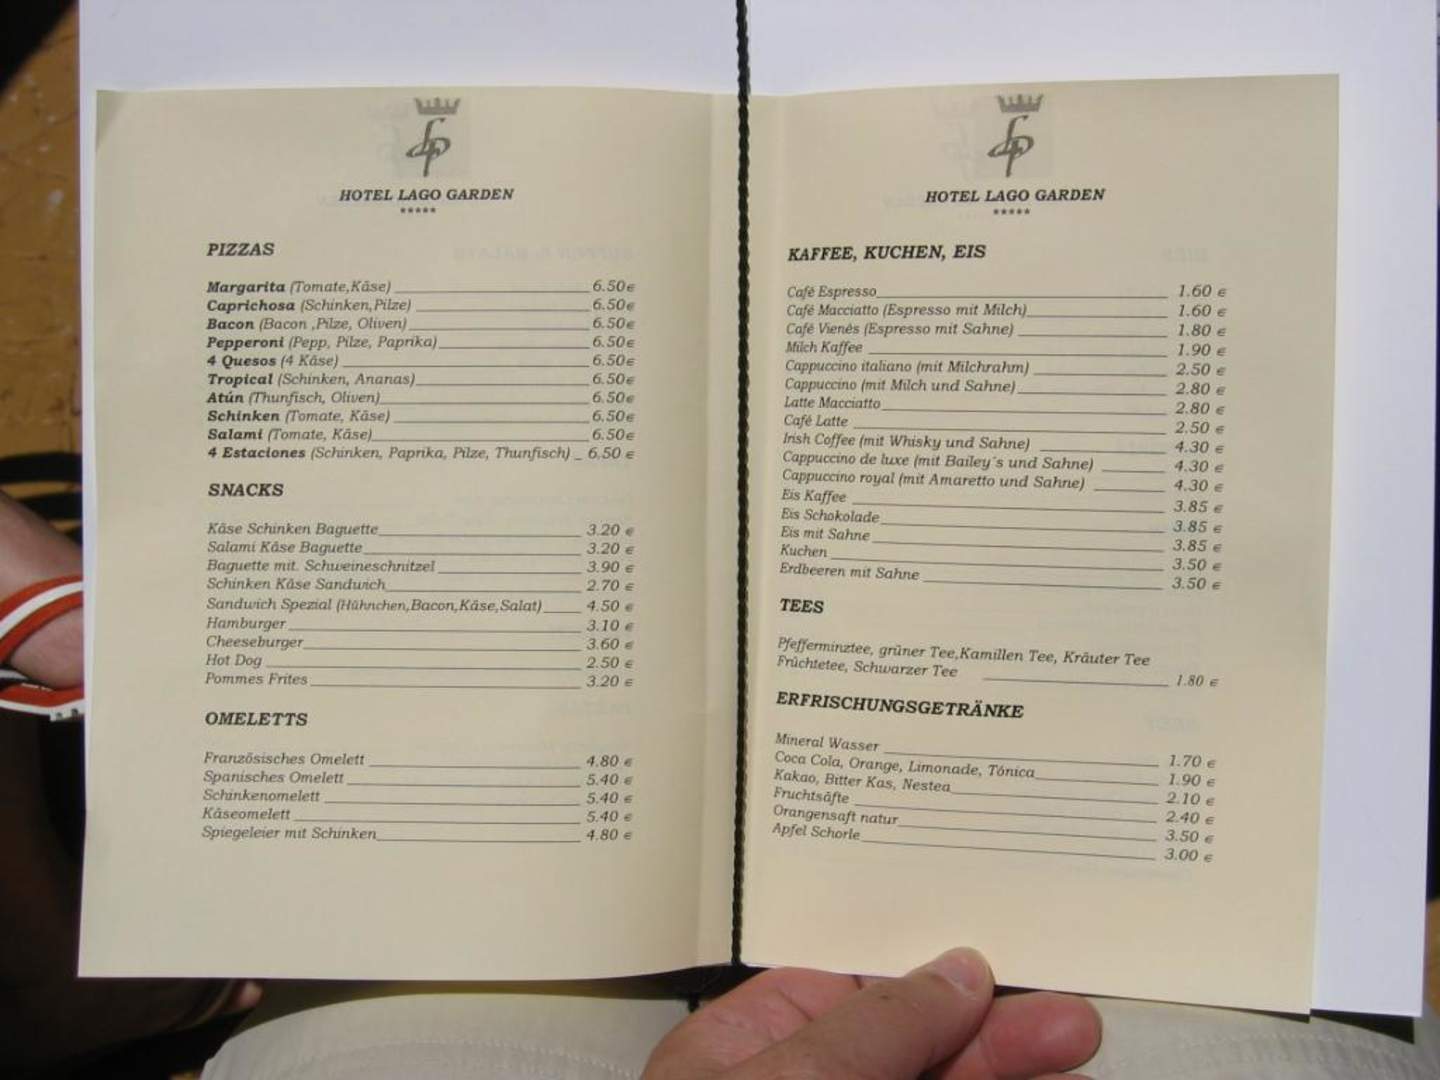 HOTEL LAGO GARDEN
*****
PIZZAS
Margarita (Tomate,Käse) 6.50€
Caprichosa (Schinken,Pilze) 6.50€
Bacon (Bacon ,Pilze, Oliven) 6.50€
Pepperoni (Pepp, Pilze, Paprika) 6.50€
4 Quesos (4 Käse) 6.50€
Tropical (Schinken, Ananas) 6.50€
Atún (Thunfisch, Oliven) 6.50€
Schinken (Tomate, Käse) 6.50€
Salami (Tomate, Käse) 6.50€
4 Estaciones (Schinken, Paprika, Pilze, Thunfisch) 6.50 €
SNACKS
Käse Schinken Baguette 3.20 €
Salami Käse Baguette 3.20 €
Baguette mit. Schweineschnitzel 3.90 €
Schinken Käse Sandwich 2.70 €
Sandwich Spezial (Hühnchen,Bacon,Käse,Salat) 4.50 €
Hamburger 3.10 €
Cheeseburger 3.60 €
Hot Dog 2.50 €
Pommes Frites 3.20 €
OMELETTS
Französisches Omelett 4.80 €
Spanisches Omelett 5.40 €
Schinkenomelett 5.40 €
Käseomelett 5.40 €
Spiegeleier mit Schinken 4.80 €
HOTEL LAGO GARDEN
*****
KAFFEE, KUCHEN, EIS
Café Espresso 1.60 €
Café Macciatto (Espresso mit Milch) 1.60 €
Café Vienés (Espresso mit Sahne) 1.80 €
Milch Kaffee 1.90 €
Cappuccino italiano (mit Milchrahm) 2.50 €
Cappuccino (mit Milch und Sahne) 2.80 €
Latte Macciatto 2.80 €
Café Latte 2.50 €
Irish Coffee (mit Whisky und Sahne) 4.30 €
Cappuccino de luxe (mit Bailey´s und Sahne) 4.30 €
Cappuccino royal (mit Amaretto und Sahne) 4.30 €
Eis Kaffee 3.85 €
Eis Schokolade 3.85 €
Eis mit Sahne 3.85 €
Kuchen 3.50 €
Erdbeeren mit Sahne 3.50 €
TEES
Pfefferminztee, grüner Tee,Kamillen Tee, Kräuter Tee
Früchtetee, Schwarzer Tee 1.80 €
ERFRISCHUNGSGETRÄNKE
Mineral Wasser 1.70 €
Coca Cola, Orange, Limonade, Tónica 1.90 €
Kakao, Bitter Kas, Nestea 2.10 €
Fruchtsäfte 2.40 €
Orangensaft natur 3.50 €
Apfel Schorle 3.00 €